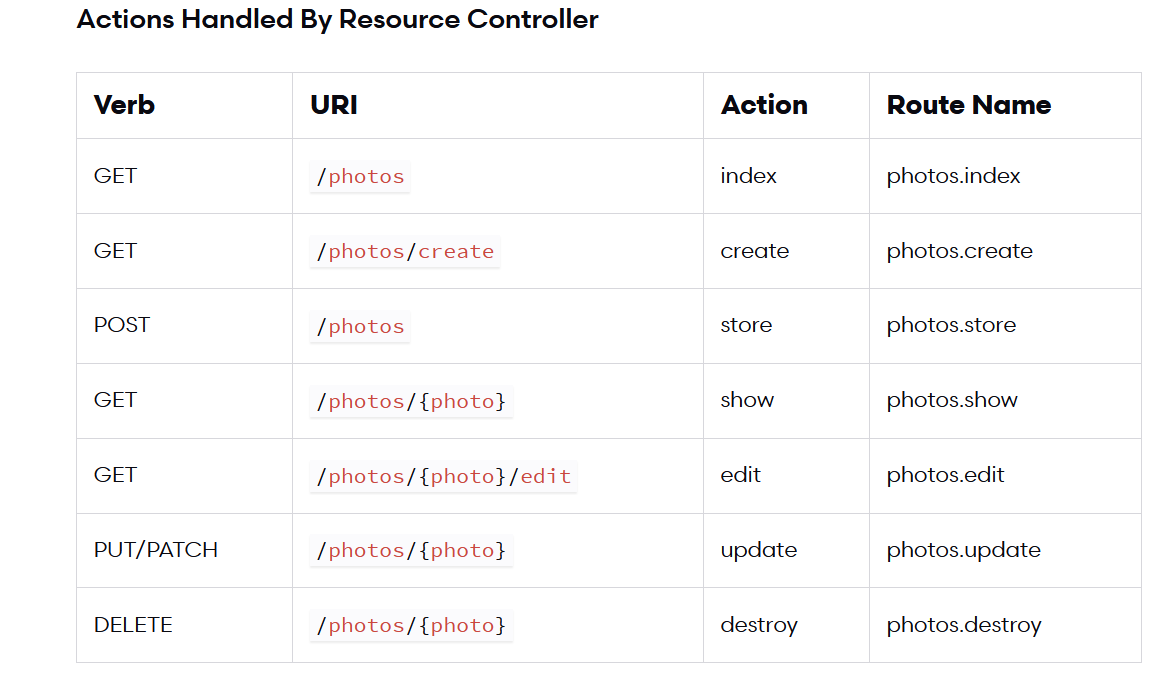 Actions Handled By Resource Controller
Verb URI Action Route Name
GET /photos index photos.index
GET /photos/create create photos.create
POST /photos store photos.store
GET /photos/{photo} show photos.show
GET /photos/{photo}/edit edit photos.edit
PUT/PATCH /photos/{photo} update photos.update
DELETE /photos/{photo} destroy photos.destroy